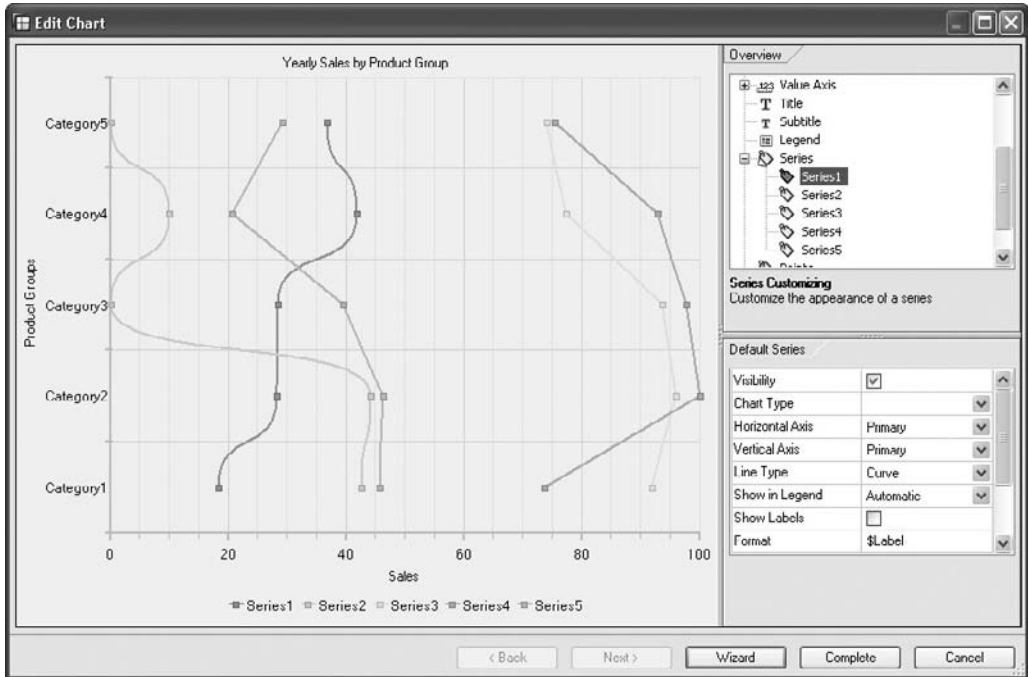 Edit Chart
Yearly Sales by Product Group
Category5
Category4
Category3
Category2
Category1
Product Groups
0 20 40 60 80 100
Sales
Series1 Series2 Series3 Series4 Series5
Overview
123 Value Axis
T Title
T Subtitle
Legend
Series
Series1
Series2
Series3
Series4
Series5
Series Customizing
Customize the appearance of a series
Default Series
Visibility
Chart Type
Horizontal Axis Primary
Vertical Axis Primary
Line Type Curve
Show in Legend Automatic
Show Labels
Format $Label
< Back Next > Wizard Complete Cancel